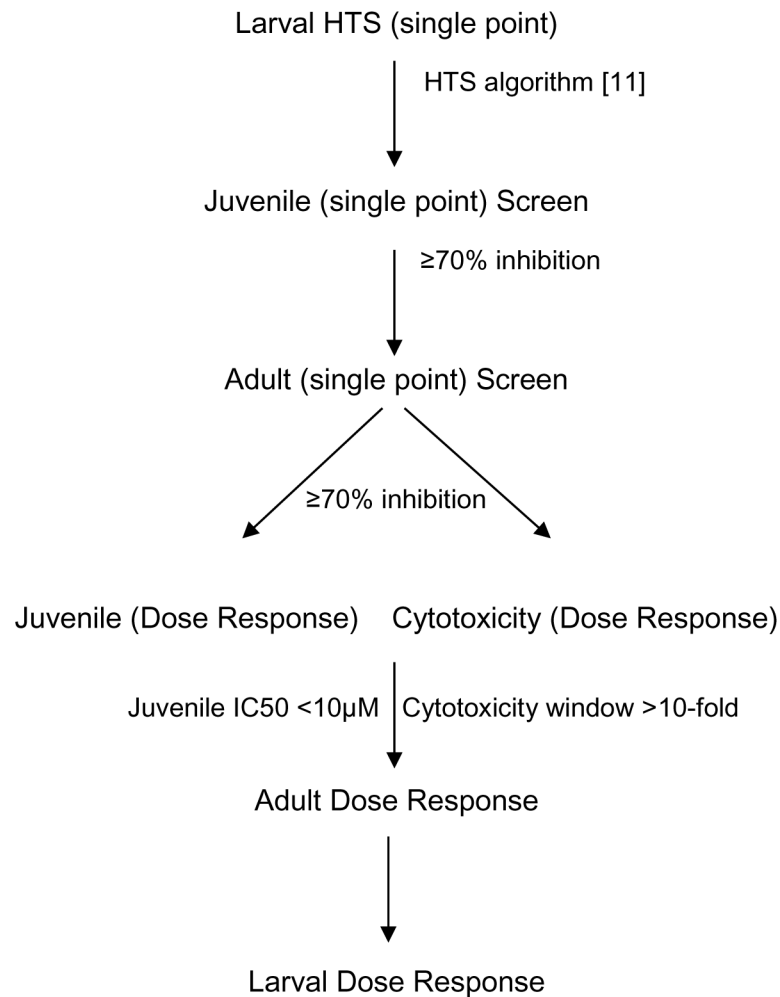 Larval HTS (single point)
HTS algorithm [11]
Juvenile (single point) Screen
≥70% inhibition
Adult (single point) Screen
≥70% inhibition
Juvenile (Dose Response)
Cytotoxicity (Dose Response)
Juvenile IC50 <10µM
Cytotoxicity window >10-fold
Adult Dose Response
Larval Dose Response